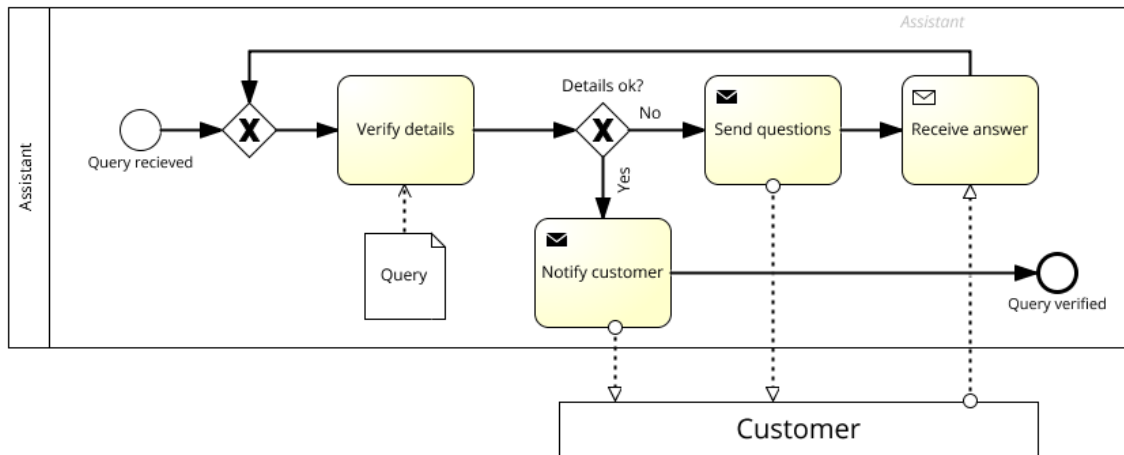 Assistant
Details ok?
No
Verify details
Send questions
Receive answer
Query recieved
Assistant
Yes
Query
Notify customer
Query verified
Customer